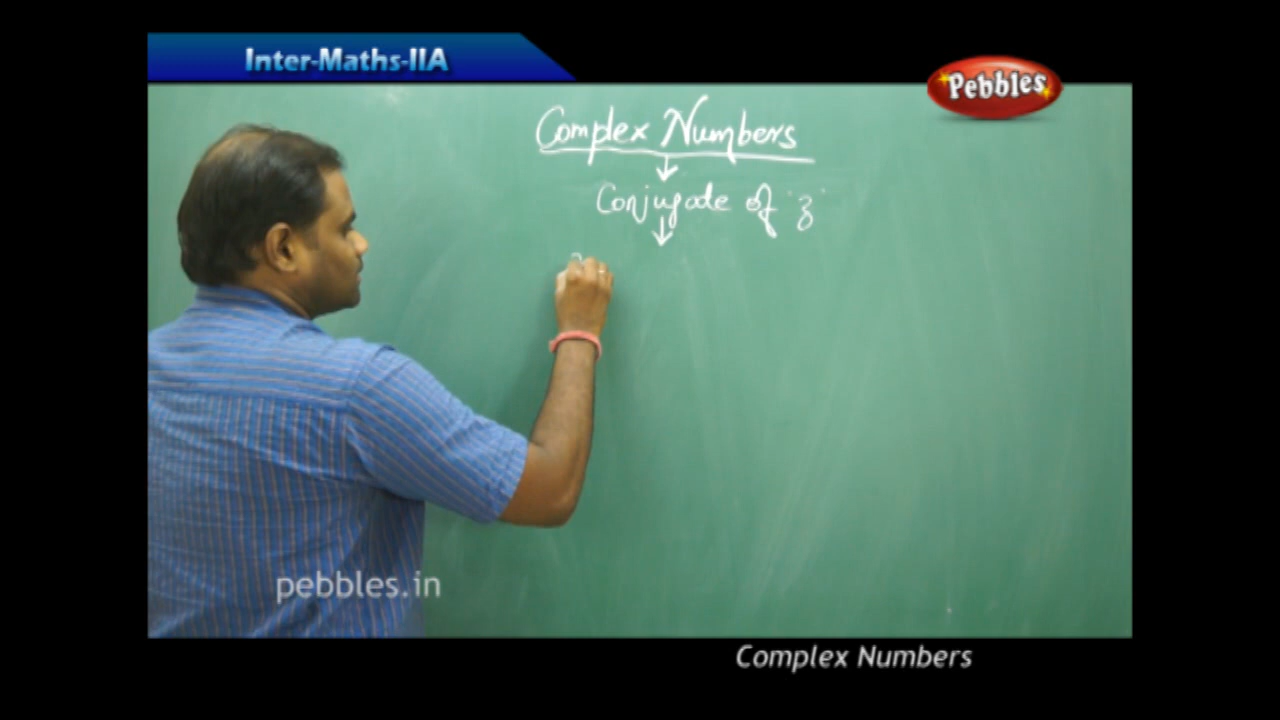 Inter-Maths-IIA
Pebbles
Complex Numbers
Conjugate of 'z'
pebbles.in
Complex Numbers